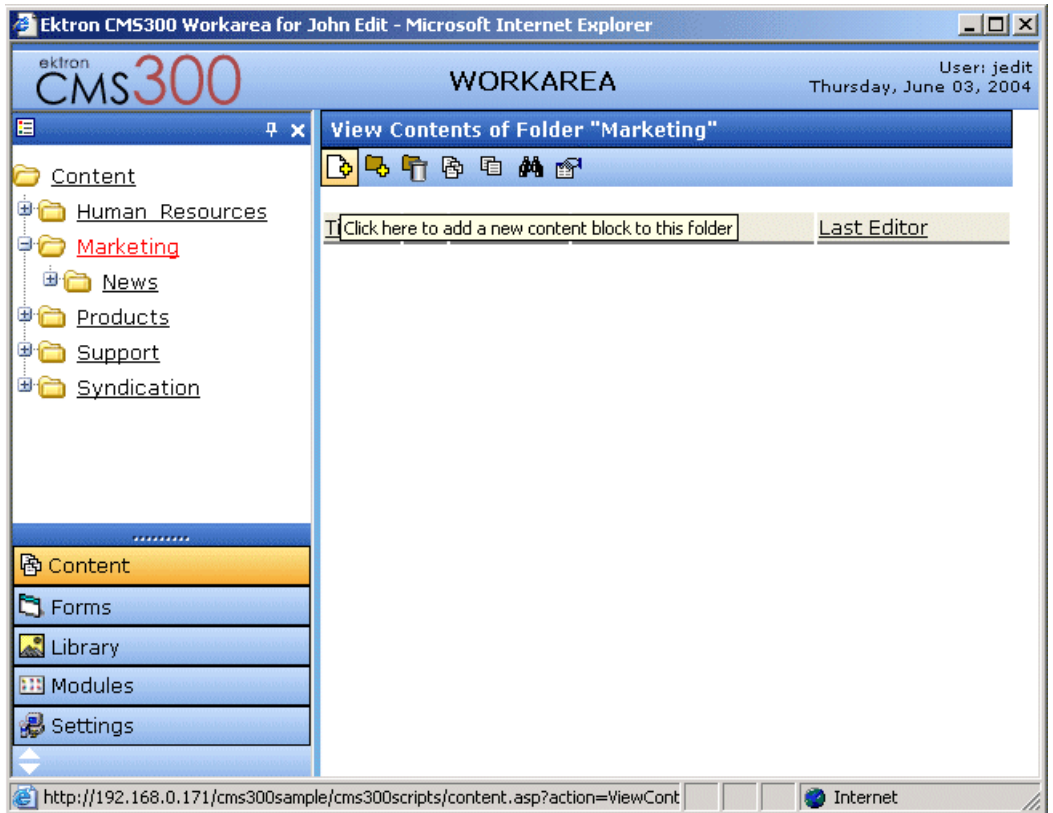 Ektron CMS300 Workarea for John Edit - Microsoft Internet Explorer
ektron
CMS300
WORKAREA
User: jedit
Thursday, June 03, 2004
View Contents of Folder "Marketing"
Content
Human Resources
Marketing
News
Products
Support
Syndication
Click here to add a new content block to this folder
Last Editor
Content
Forms
Library
Modules
Settings
http://192.168.0.171/cms300sample/cms300scripts/content.asp?action=ViewCont
Internet